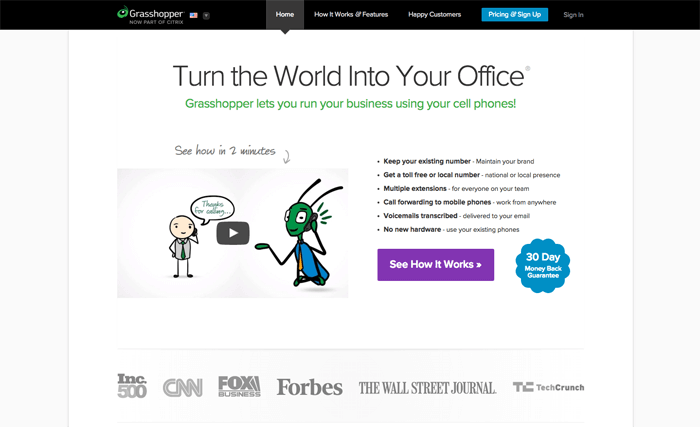 Grasshopper
NOW PART OF CITRIX
Home
How It Works & Features
Happy Customers
Pricing & Sign Up
Sign In
Turn the World Into Your Office®
Grasshopper lets you run your business using your cell phones!
See how in 2 minutes
Thanks
For calling...
• Keep your existing number - Maintain your brand
• Get a toll free or local number - national or local presence
• Multiple extensions - for everyone on your team
• Call forwarding to mobile phones - work from anywhere
• Voicemails transcribed - delivered to your email
• No new hardware - use your existing phones
See How It Works »
30 Day
Money Back
Guarantee
Inc.
500
CNN
FOX
BUSINESS
Forbes
THE WALL STREET JOURNAL.
TC TechCrunch